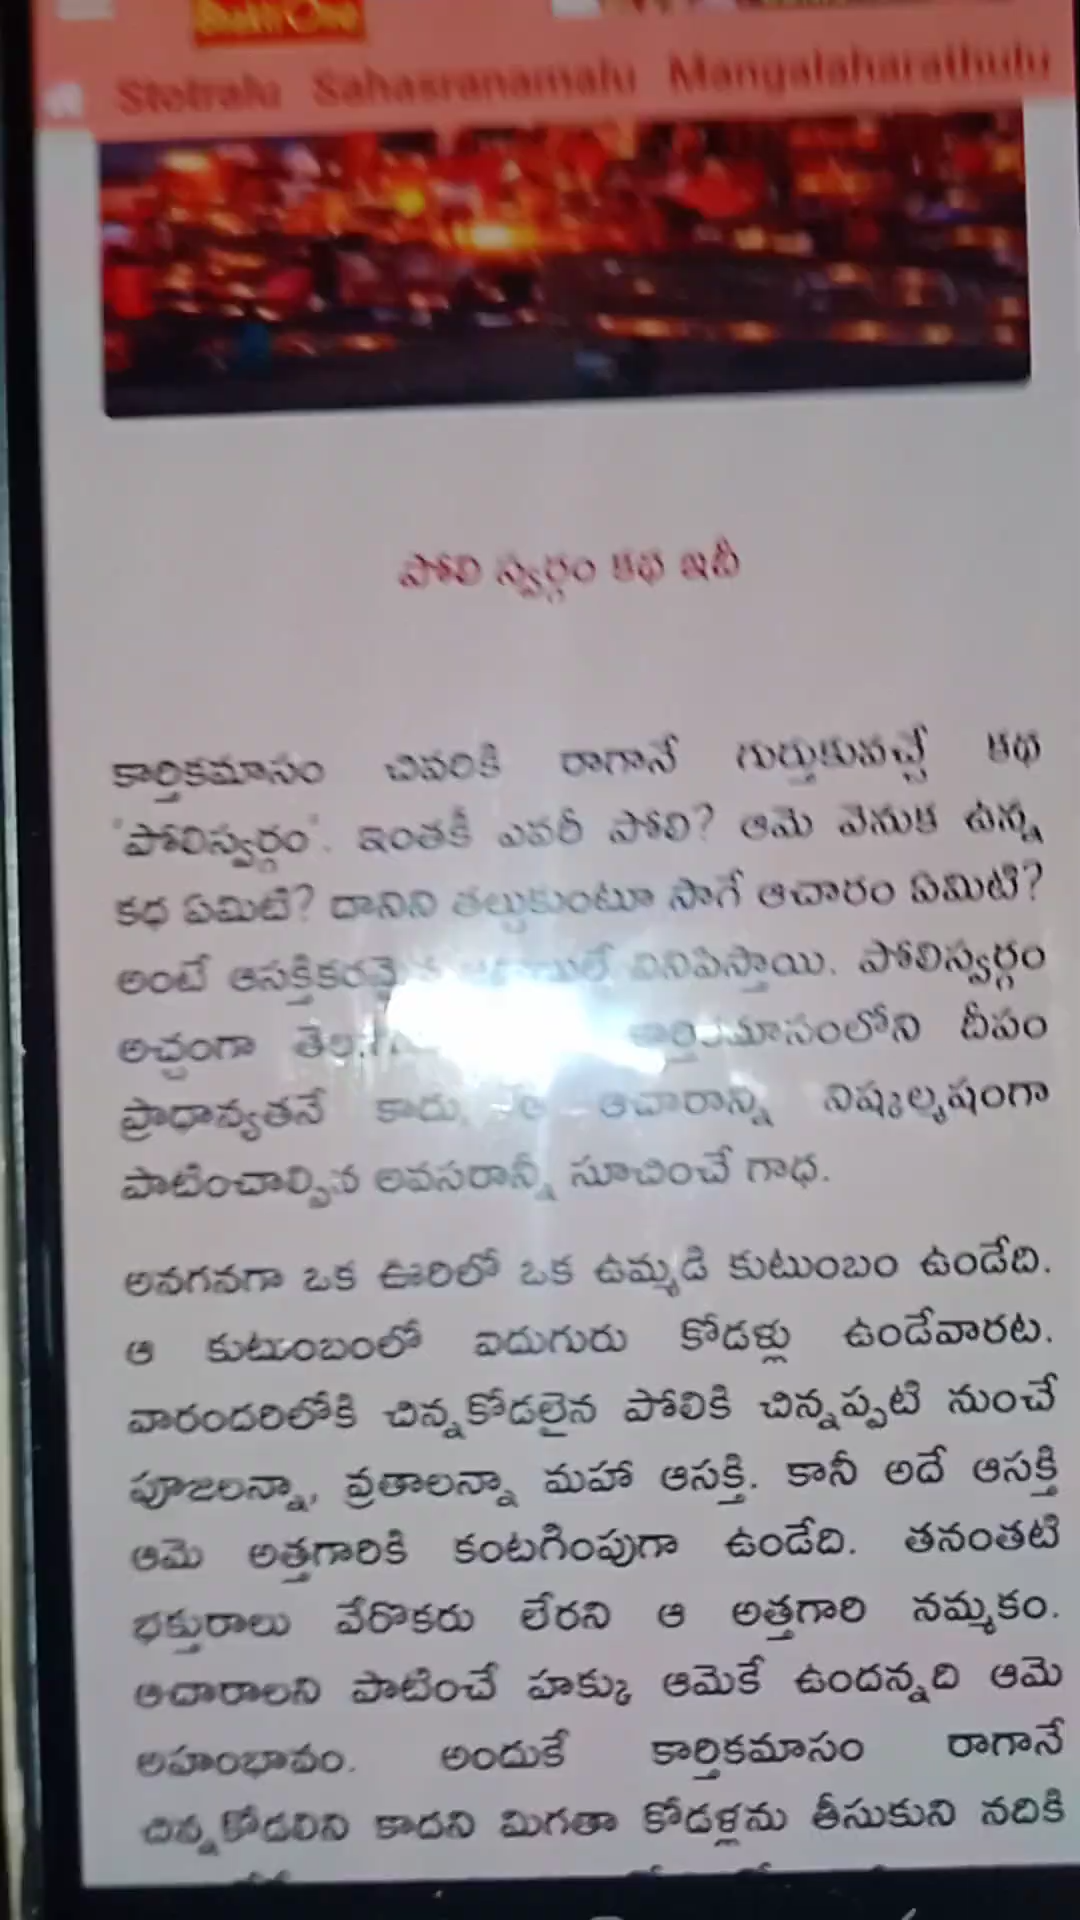 Bhakti One
Stotralu Sahasranamalu Mangalaharathulu
పోలి స్వర్గం కథ ఇదీ
కార్తికమాసం చివరికి రాగానే గుర్తుకువచ్చే కథ
'పోలిస్వర్గం'. ఇంతకీ ఎవరీ పోలి? ఆమె వెనుక ఉన్న
కథ ఏమిటి? దానిని తల్చుకుంటూ సాగే ఆచారం ఏమిటి?
అంటే వినిపిస్తాయి. పోలిస్వర్గం
అచ్చంగా కార్తికమాసంలోని దీపం
ప్రాధాన్యతనే కాదు, ఆచారాన్ని నిష్కల్మషంగా
పాటించాల్సిన అవసరాన్నీ సూచించే గాథ.
అనగనగా ఒక ఊరిలో ఒక ఉమ్మడి కుటుంబం ఉండేది.
ఆ కుటుంబంలో ఐదుగురు కోడళ్లు ఉండేవారట.
వారందరిలోకి చిన్నకోడలైన పోలికి చిన్నప్పటి నుంచే
పూజలన్నా, వ్రతాలన్నా మహా ఆసక్తి. కానీ అదే ఆసక్తి
ఆమె అత్తగారికి కంటగింపుగా ఉండేది. తనంతటి
భక్తురాలు వేరొకరు లేరని ఆ అత్తగారి నమ్మకం.
ఆచారాలని పాటించే హక్కు ఆమెకే ఉందన్నది ఆమె
అహంభావం. అందుకే కార్తికమాసం రాగానే
చిన్నకోడలిని కాదని మిగతా కోడళ్లను తీసుకుని నదికి